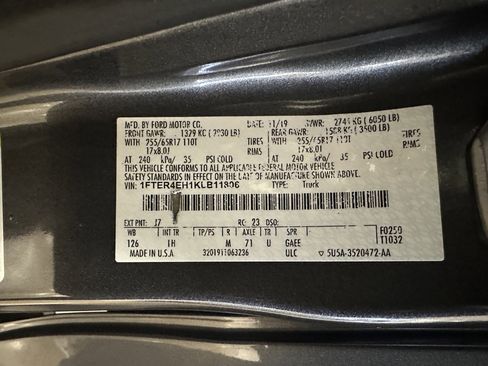 MFD. BY FORD MOTOR CO. DATE: 11/19 GVWR: 2744 KG ( 6050 LB)
FRONT GAWR: 1379 KG ( 3030 LB) REAR GAWR: 1588 KG ( 3500 LB)
WITH 255/65R17 110T TIRES WITH 255/65R17 110T TIRES
17x8.0J RIMS 17x8.0J RIMS
AT 240 kPa/ 35 PSI COLD AT 240 kPa/ 35 PSI COLD
THIS VEHICLE CONFORMS TO ALL APPLICABLE FEDERAL MOTOR VEHICLE
SAFETY STANDARDS IN EFFECT ON THE DATE OF MANUFACTURE SHOWN ABOVE.
VIN: 1FTER4EH1KLB11806 TYPE: Truck
EXT PNT: J7 RC: 23 DSO:
WB INT TR TP/PS R AXLE TR SPR F0250
126 IH M 71 U GAEE T1032
MADE IN U.S.A. 3201911063236 ULC 5U5A-3520472-AA